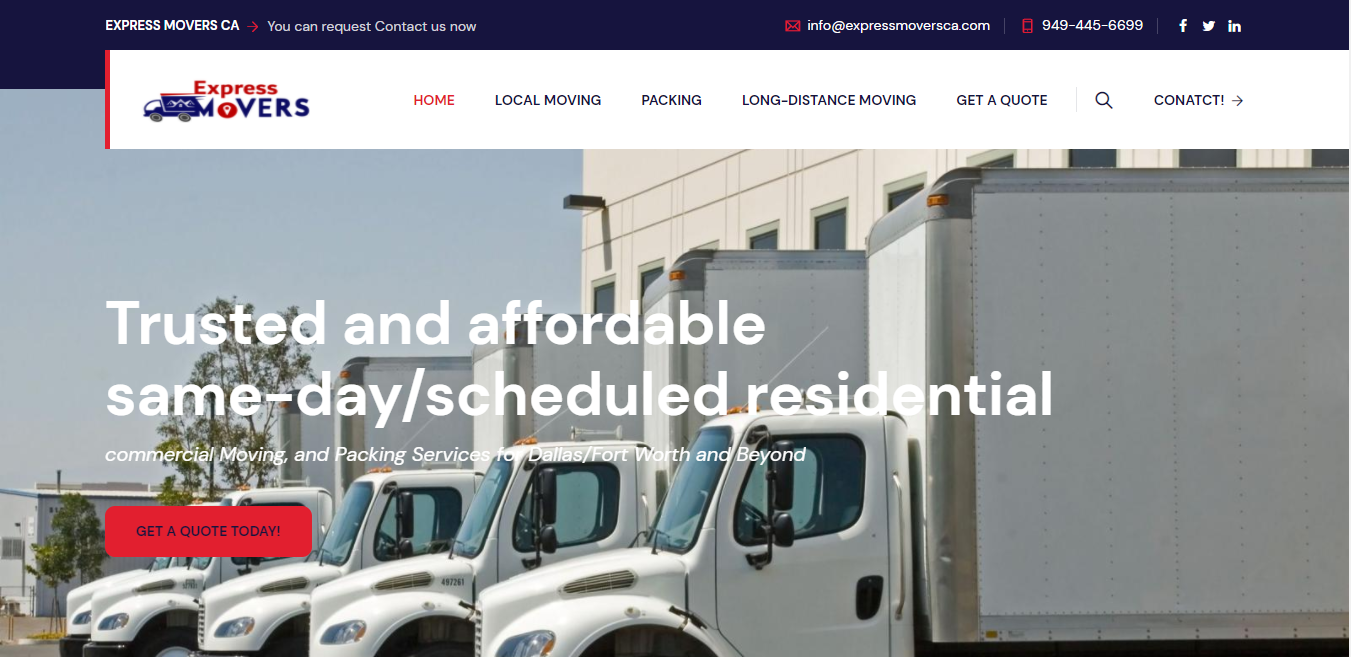 EXPRESS MOVERS CA You can request Contact us now info@expressmoversca.com 949-445-6699
Express
MOVERS
HOME LOCAL MOVING PACKING LONG-DISTANCE MOVING GET A QUOTE CONATCT!
Trusted and affordable
same-day/scheduled residential
commercial Moving, and Packing Services for Dallas/Fort Worth and Beyond
GET A QUOTE TODAY!
497261